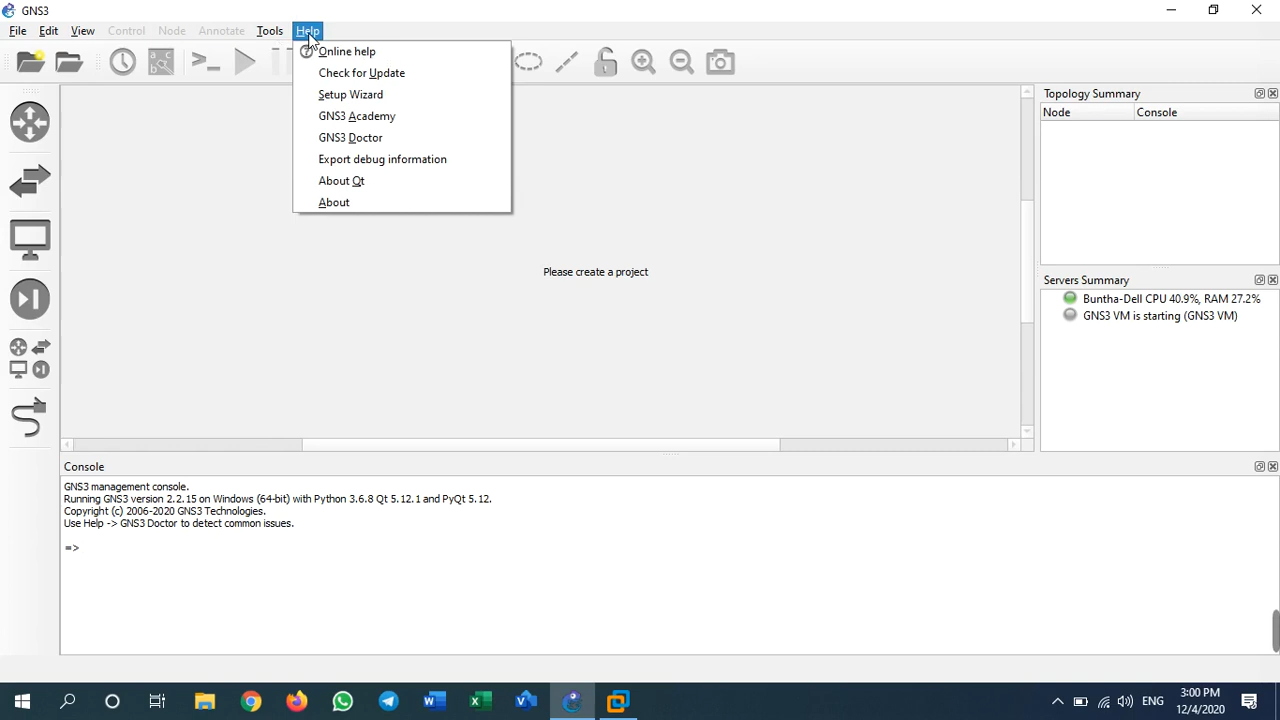 GNS3
File Edit View Control Node Annotate Tools Help
Online help
Check for Update
Setup Wizard
GNS3 Academy
GNS3 Doctor
Export debug information
About Qt
About
Please create a project
Topology Summary
Node Console
Servers Summary
Buntha-Dell CPU 40.9%, RAM 27.2%
GNS3 VM is starting (GNS3 VM)
Console
GNS3 management console.
Running GNS3 version 2.2.15 on Windows (64-bit) with Python 3.6.8 Qt 5.12.1 and PyQt 5.12.
Copyright (c) 2006-2020 GNS3 Technologies.
Use Help -> GNS3 Doctor to detect common issues.
=>
ENG
3:00 PM
12/4/2020